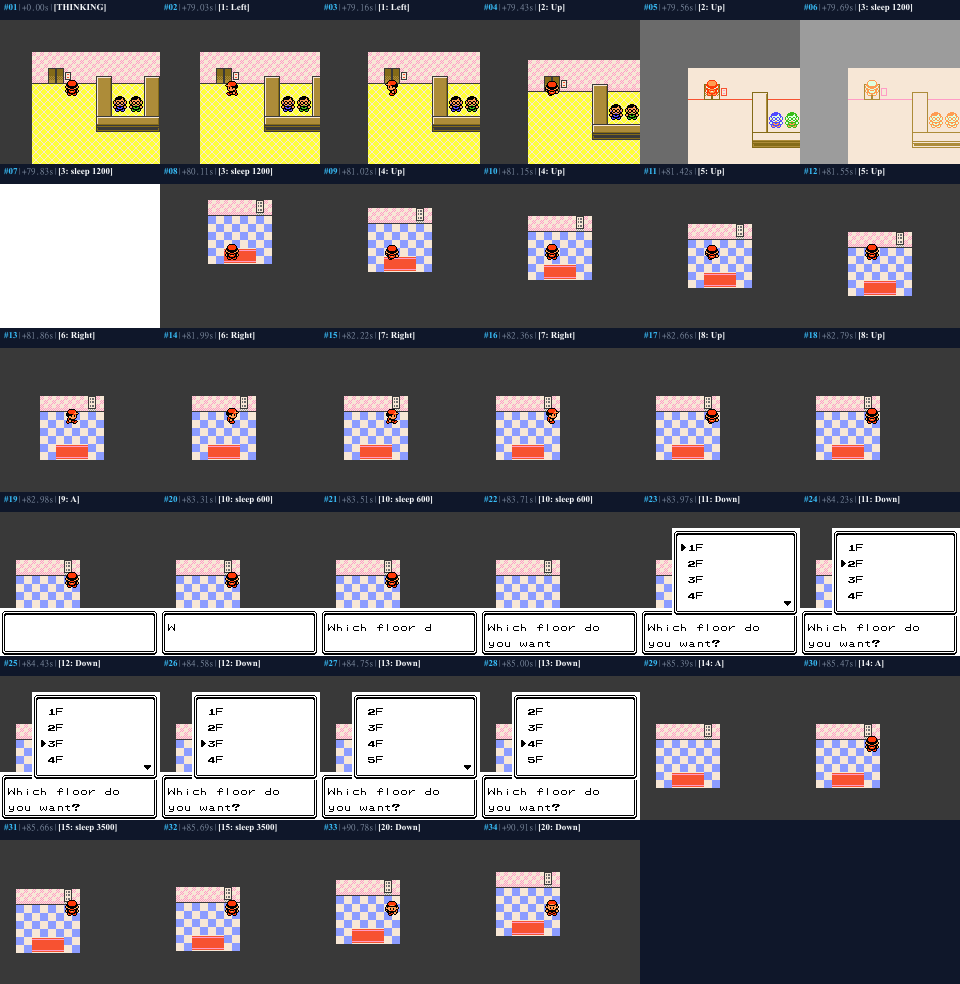 #01|+0.00s|[THINKING]
#02|+79.03s|[1: Left]
#03|+79.16s|[1: Left]
#04|+79.43s|[2: Up]
#05|+79.56s|[2: Up]
#06|+79.69s|[3: sleep 1200]
#07|+79.83s|[3: sleep 1200]
#08|+80.11s|[3: sleep 1200]
#09|+81.02s|[4: Up]
#10|+81.15s|[4: Up]
#11|+81.42s|[5: Up]
#12|+81.55s|[5: Up]
#13|+81.86s|[6: Right]
#14|+81.99s|[6: Right]
#15|+82.22s|[7: Right]
#16|+82.36s|[7: Right]
#17|+82.66s|[8: Up]
#18|+82.79s|[8: Up]
#19|+82.98s|[9: A]
#20|+83.31s|[10: sleep 600]
#21|+83.51s|[10: sleep 600]
#22|+83.71s|[10: sleep 600]
#23|+83.97s|[11: Down]
#24|+84.23s|[11: Down]
W
Which floor d
Which floor do
you want
1F
2F
3F
4F
Which floor do
you want?
1F
2F
3F
4F
Which floor do
you want?
#25|+84.43s|[12: Down]
#26|+84.58s|[12: Down]
#27|+84.75s|[13: Down]
#28|+85.00s|[13: Down]
#29|+85.39s|[14: A]
#30|+85.47s|[14: A]
1F
2F
3F
4F
Which floor do
you want?
1F
2F
3F
4F
Which floor do
you want?
2F
3F
4F
5F
Which floor do
you want?
2F
3F
4F
5F
Which floor do
you want?
#31|+85.66s|[15: sleep 3500]
#32|+85.69s|[15: sleep 3500]
#33|+90.78s|[20: Down]
#34|+90.91s|[20: Down]